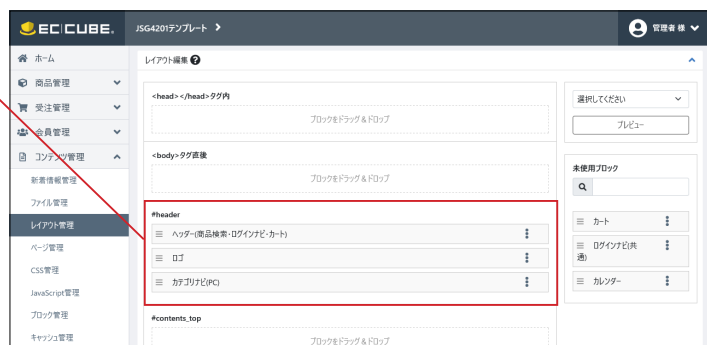 EC CUBE.
JSG4201テンプレート
管理者 様
ホーム
商品管理
受注管理
会員管理
コンテンツ管理
新着情報管理
ファイル管理
レイアウト管理
ページ管理
CSS管理
JavaScript管理
ブロック管理
キャッシュ管理
レイアウト編集 ?
<head></head>タグ内
ブロックをドラッグ&ドロップ
<body>タグ直後
ブロックをドラッグ&ドロップ
#header
ヘッダー(商品検索・ログインナビ・カート)
ロゴ
カテゴリナビ(PC)
#contents_top
ブロックをドラッグ&ドロップ
選択してください
プレビュー
未使用ブロック
カート
ログインナビ(共
通)
カレンダー